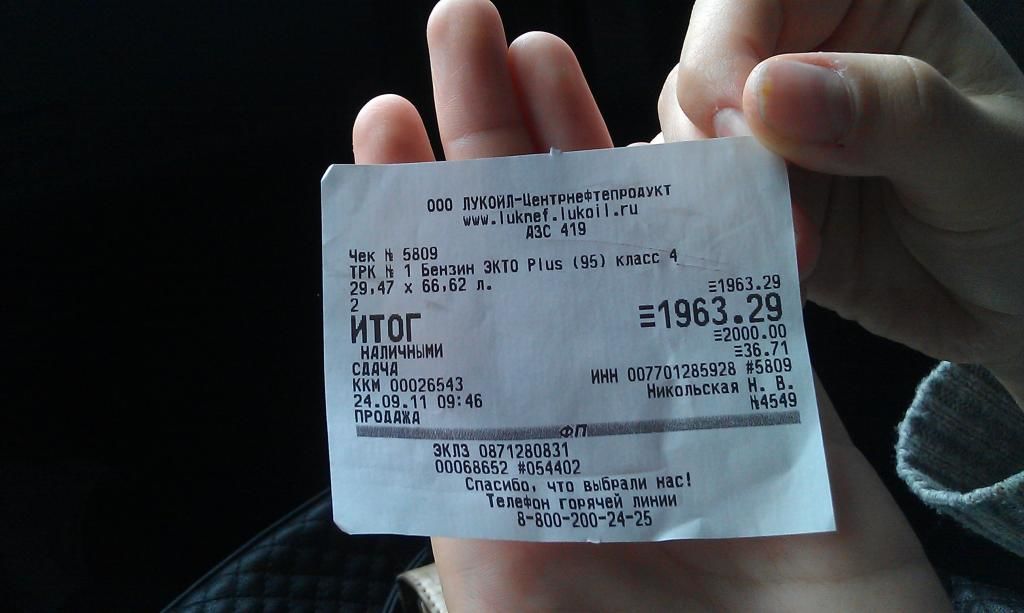 ООО ЛУКОЙЛ-Центрнефтепродукт
www.luknef.lukoil.ru
АЗС 419
Чек № 5809
ТРК № 1 Бензин ЭКТО Plus (95) класс 4
29,47 x 66,62 л.
≡1963.29
2
ИТОГ ≡1963.29
НАЛИЧНЫМИ ≡2000.00
СДАЧА ≡36.71
ККМ 00026543 ИНН 007701285928 #5809
24.09.11 09:46 Никольская Н. В.
ПРОДАЖА №4549
ФП
ЭКЛЗ 0871280831
00068652 #054402
Спасибо, что выбрали нас!
Телефон горячей линии
8-800-200-24-25